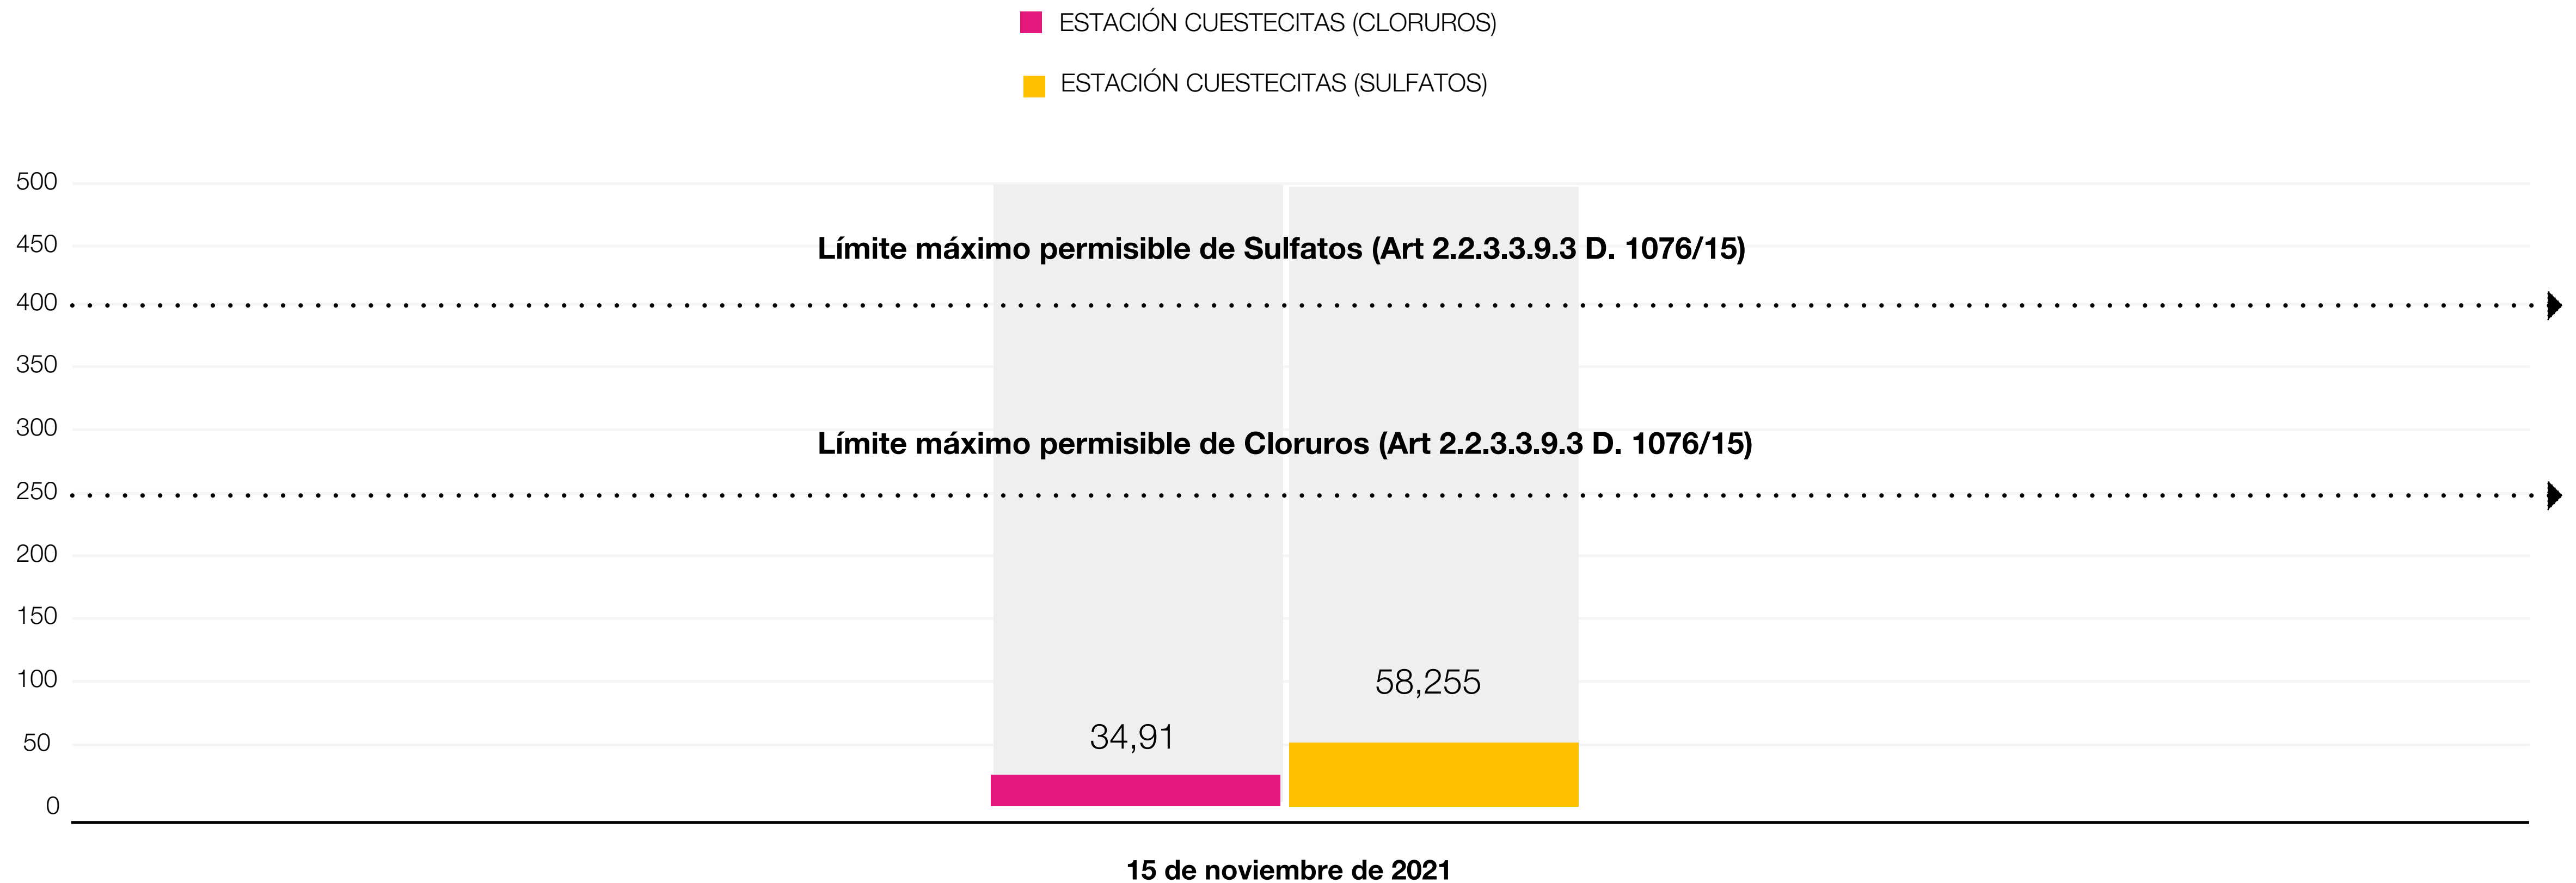 ESTACIÓN CUESTECITAS (CLORUROS)
ESTACIÓN CUESTECITAS (SULFATOS)
500
450
Límite máximo permisible de Sulfatos (Art 2.2.3.3.9.3 D. 1076/15)
400
350
300
Límite máximo permisible de Cloruros (Art 2.2.3.3.9.3 D. 1076/15)
250
200
150
100
58,255
50
34,91
0
15 de noviembre de 2021